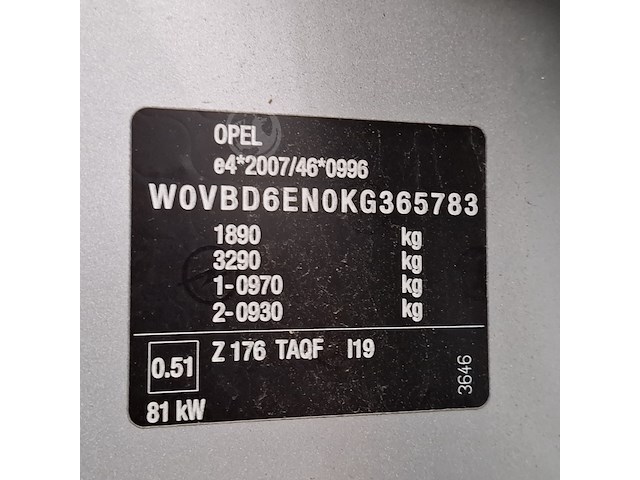 OPEL
e4*2007/46*0996
W0VBD6EN0KG365783
1890 kg
3290 kg
1-0970 kg
2-0930 kg
0.51 Z 176 TAQF I19
81 kW
3646